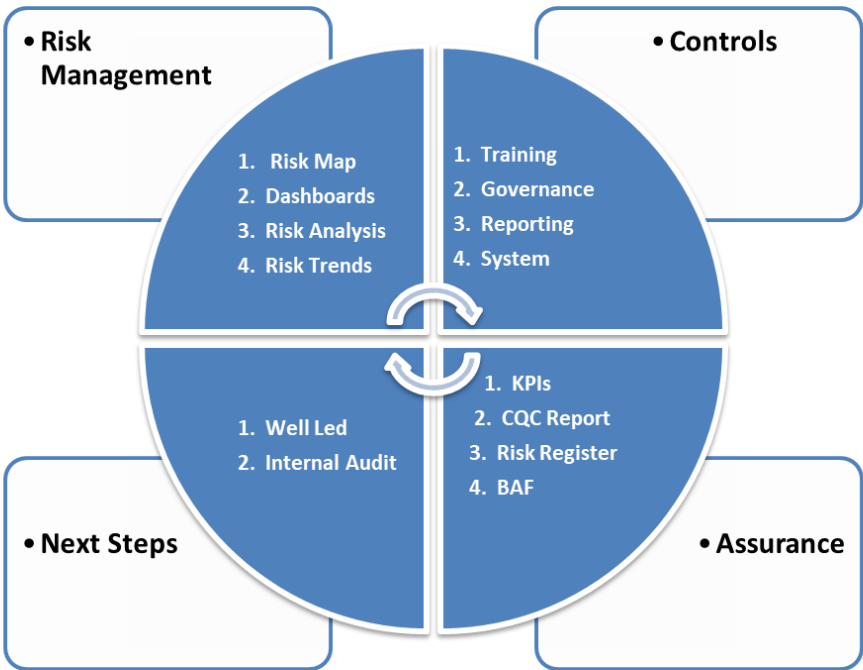 • Risk
Management
1. Risk Map
2. Dashboards
3. Risk Analysis
4. Risk Trends
• Controls
1. Training
2. Governance
3. Reporting
4. System
• Next Steps
1. Well Led
2. Internal Audit
• Assurance
1. KPIs
2. CQC Report
3. Risk Register
4. BAF